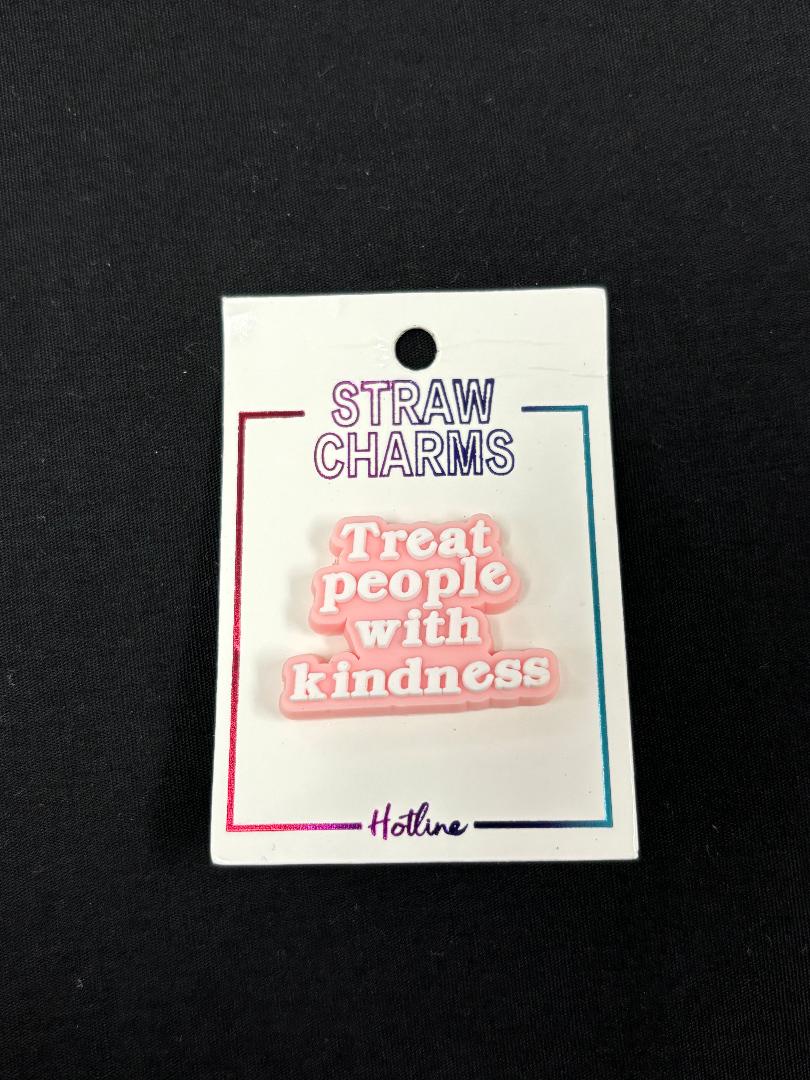 STRAW
CHARMS
Treat
people
with
kindness
Hotline